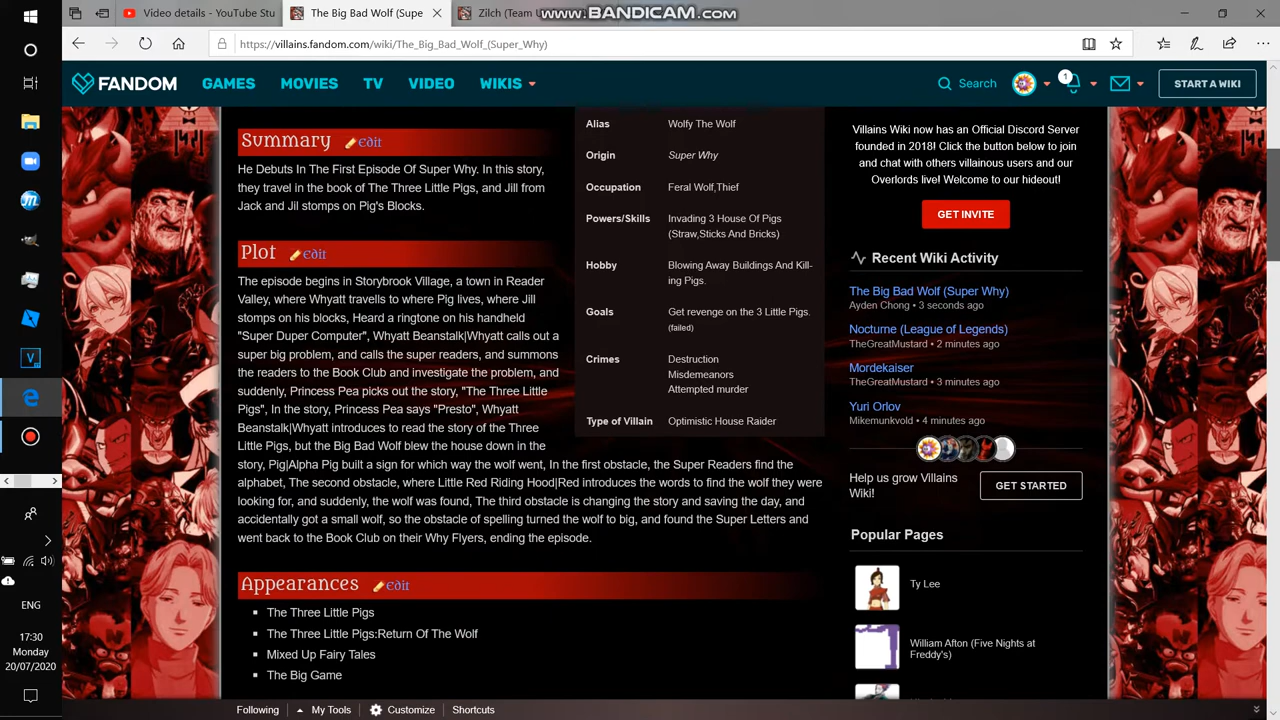 Video details - YouTube Stu
The Big Bad Wolf (Supe
Zilch (Team U
www.BANDICAM.com
https://villains.fandom.com/wiki/The_Big_Bad_Wolf_(Super_Why)
FANDOM
GAMES
MOVIES
TV
VIDEO
WIKIS
Search
1
START A WIKI
Summary
Edit
He Debuts In The First Episode Of Super Why. In this story,
they travel in the book of The Three Little Pigs, and Jill from
Jack and Jil stomps on Pig's Blocks.
Plot
Edit
The episode begins in Storybrook Village, a town in Reader
Valley, where Whyatt travells to where Pig lives, where Jill
stomps on his blocks, Heard a ringtone on his handheld
"Super Duper Computer", Whyatt Beanstalk|Whyatt calls out a
super big problem, and calls the super readers, and summons
the readers to the Book Club and investigate the problem, and
suddenly, Princess Pea picks out the story, "The Three Little
Pigs", In the story, Princess Pea says "Presto", Whyatt
Beanstalk|Whyatt introduces to read the story of the Three
Little Pigs, but the Big Bad Wolf blew the house down in the
story, Pig|Alpha Pig built a sign for which way the wolf went, In the first obstacle, the Super Readers find the
alphabet, The second obstacle, where Little Red Riding Hood|Red introduces the words to find the wolf they were
looking for, and suddenly, the wolf was found, The third obstacle is changing the story and saving the day, and
accidentally got a small wolf, so the obstacle of spelling turned the wolf to big, and found the Super Letters and
went back to the Book Club on their Why Flyers, ending the episode.
Appearances
Edit
The Three Little Pigs
The Three Little Pigs:Return Of The Wolf
Mixed Up Fairy Tales
The Big Game
Alias
Wolfy The Wolf
Origin
Super Why
Occupation
Feral Wolf,Thief
Powers/Skills
Invading 3 House Of Pigs
(Straw,Sticks And Bricks)
Hobby
Blowing Away Buildings And Kill-
ing Pigs.
Goals
Get revenge on the 3 Little Pigs.
(failed)
Crimes
Destruction
Misdemeanors
Attempted murder
Type of Villain
Optimistic House Raider
Villains Wiki now has an Official Discord Server
founded in 2018! Click the button below to join
and chat with others villainous users and our
Overlords live! Welcome to our hideout!
GET INVITE
Recent Wiki Activity
The Big Bad Wolf (Super Why)
Ayden Chong • 3 seconds ago
Nocturne (League of Legends)
TheGreatMustard • 2 minutes ago
Mordekaiser
TheGreatMustard • 3 minutes ago
Yuri Orlov
Mikemunkvold • 4 minutes ago
Help us grow Villains
Wiki!
GET STARTED
Popular Pages
Ty Lee
William Afton (Five Nights at
Freddy's)
Following
My Tools
Customize
Shortcuts
ENG
17:30
Monday
20/07/2020